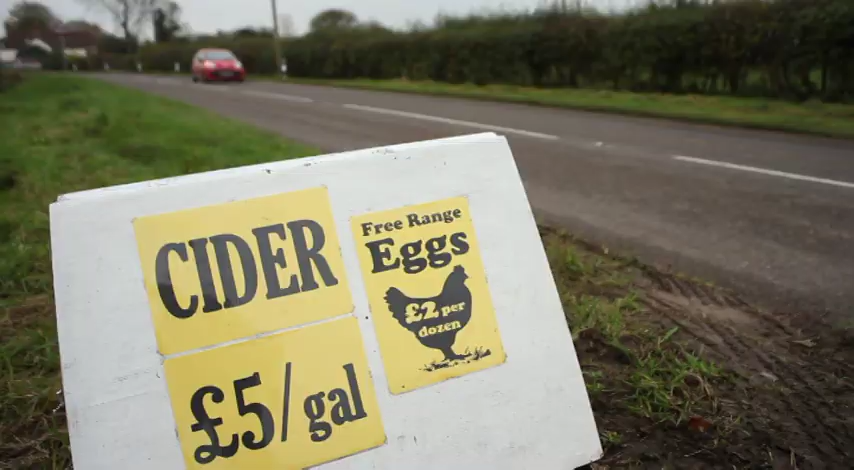 CIDER
£5/gal
Free Range
Eggs
£2 per
dozen